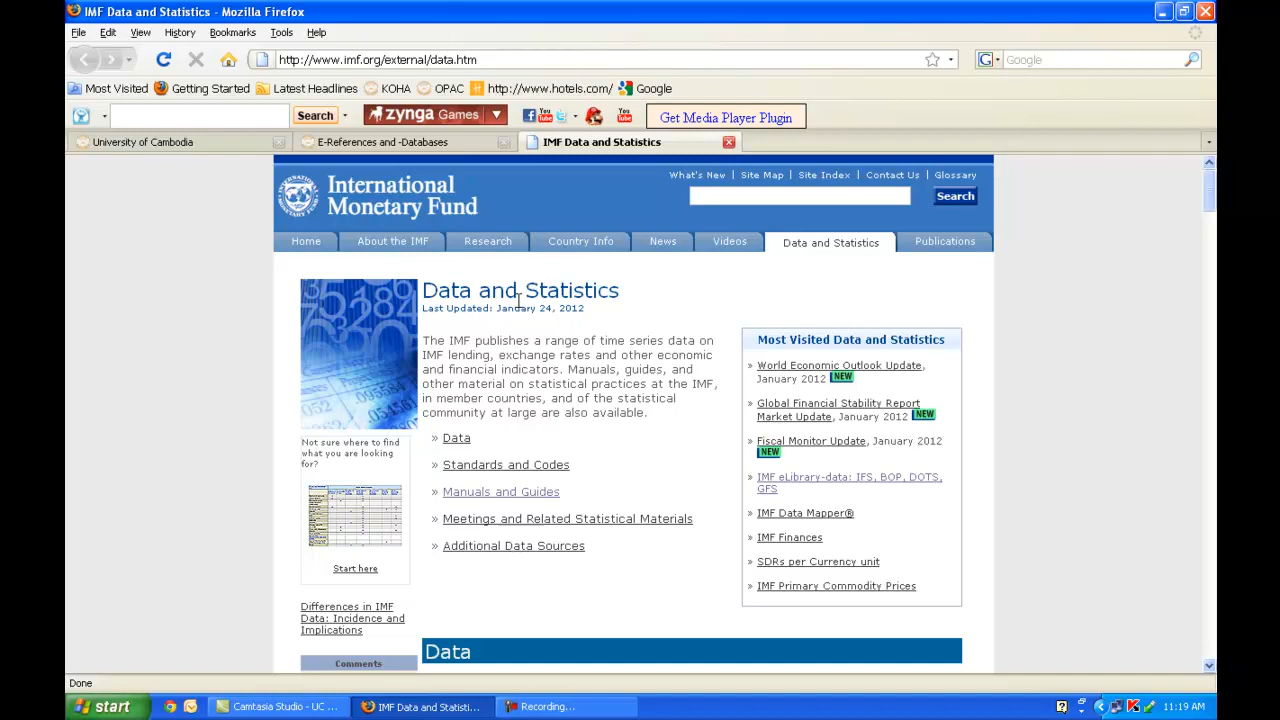 IMF Data and Statistics - Mozilla Firefox
File Edit View History Bookmarks Tools Help
http://www.imf.org/external/data.htm
Google
Most Visited Getting Started Latest Headlines KOHA OPAC http://www.hotels.com/ Google
Search zynga Games You Tube You Tube Get Media Player Plugin
University of Cambodia E-References and -Databases IMF Data and Statistics
What's New | Site Map | Site Index | Contact Us | Glossary
International
Monetary Fund
Search
Home About the IMF Research Country Info News Videos Data and Statistics Publications
Data and Statistics
Last Updated: January 24, 2012
The IMF publishes a range of time series data on
IMF lending, exchange rates and other economic
and financial indicators. Manuals, guides, and
other material on statistical practices at the IMF,
in member countries, and of the statistical
community at large are also available.
» Data
» Standards and Codes
» Manuals and Guides
» Meetings and Related Statistical Materials
» Additional Data Sources
Most Visited Data and Statistics
» World Economic Outlook Update,
January 2012 NEW
» Global Financial Stability Report
Market Update, January 2012 NEW
» Fiscal Monitor Update, January 2012
NEW
» IMF eLibrary-data: IFS, BOP, DOTS,
GFS
» IMF Data Mapper®
» IMF Finances
» SDRs per Currency unit
» IMF Primary Commodity Prices
Not sure where to find
what you are looking
for?
Start here
Differences in IMF
Data: Incidence and
Implications
Comments
Data
Done
start Camtasia Studio - UC ... IMF Data and Statisti... Recording... 11:19 AM